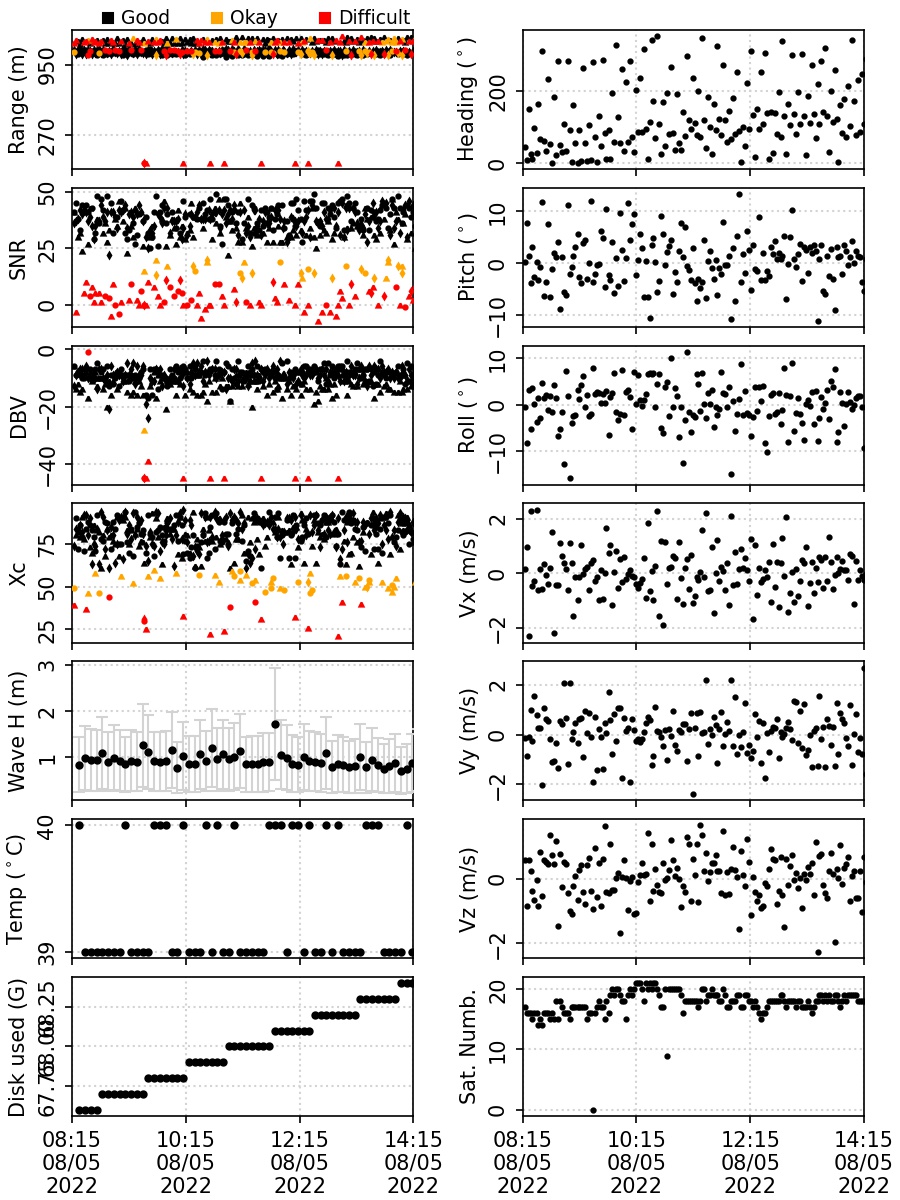 Good Okay Difficult
Range (m)
950
270
Heading (°)
200
0
SNR
50
25
0
Pitch (°)
10
0
−10
DBV
0
−20
−40
Roll (°)
10
0
−10
Xc
75
50
25
Vx (m/s)
2
0
−2
Wave H (m)
3
2
1
Vy (m/s)
2
0
−2
Temp (°C)
40
39
Vz (m/s)
0
−2
Disk used (G)
68.25
68.00
67.75
Sat. Numb.
20
10
0
08:15 10:15 12:15 14:15
08/05 08/05 08/05 08/05
2022 2022 2022 2022
08:15 10:15 12:15 14:15
08/05 08/05 08/05 08/05
2022 2022 2022 2022